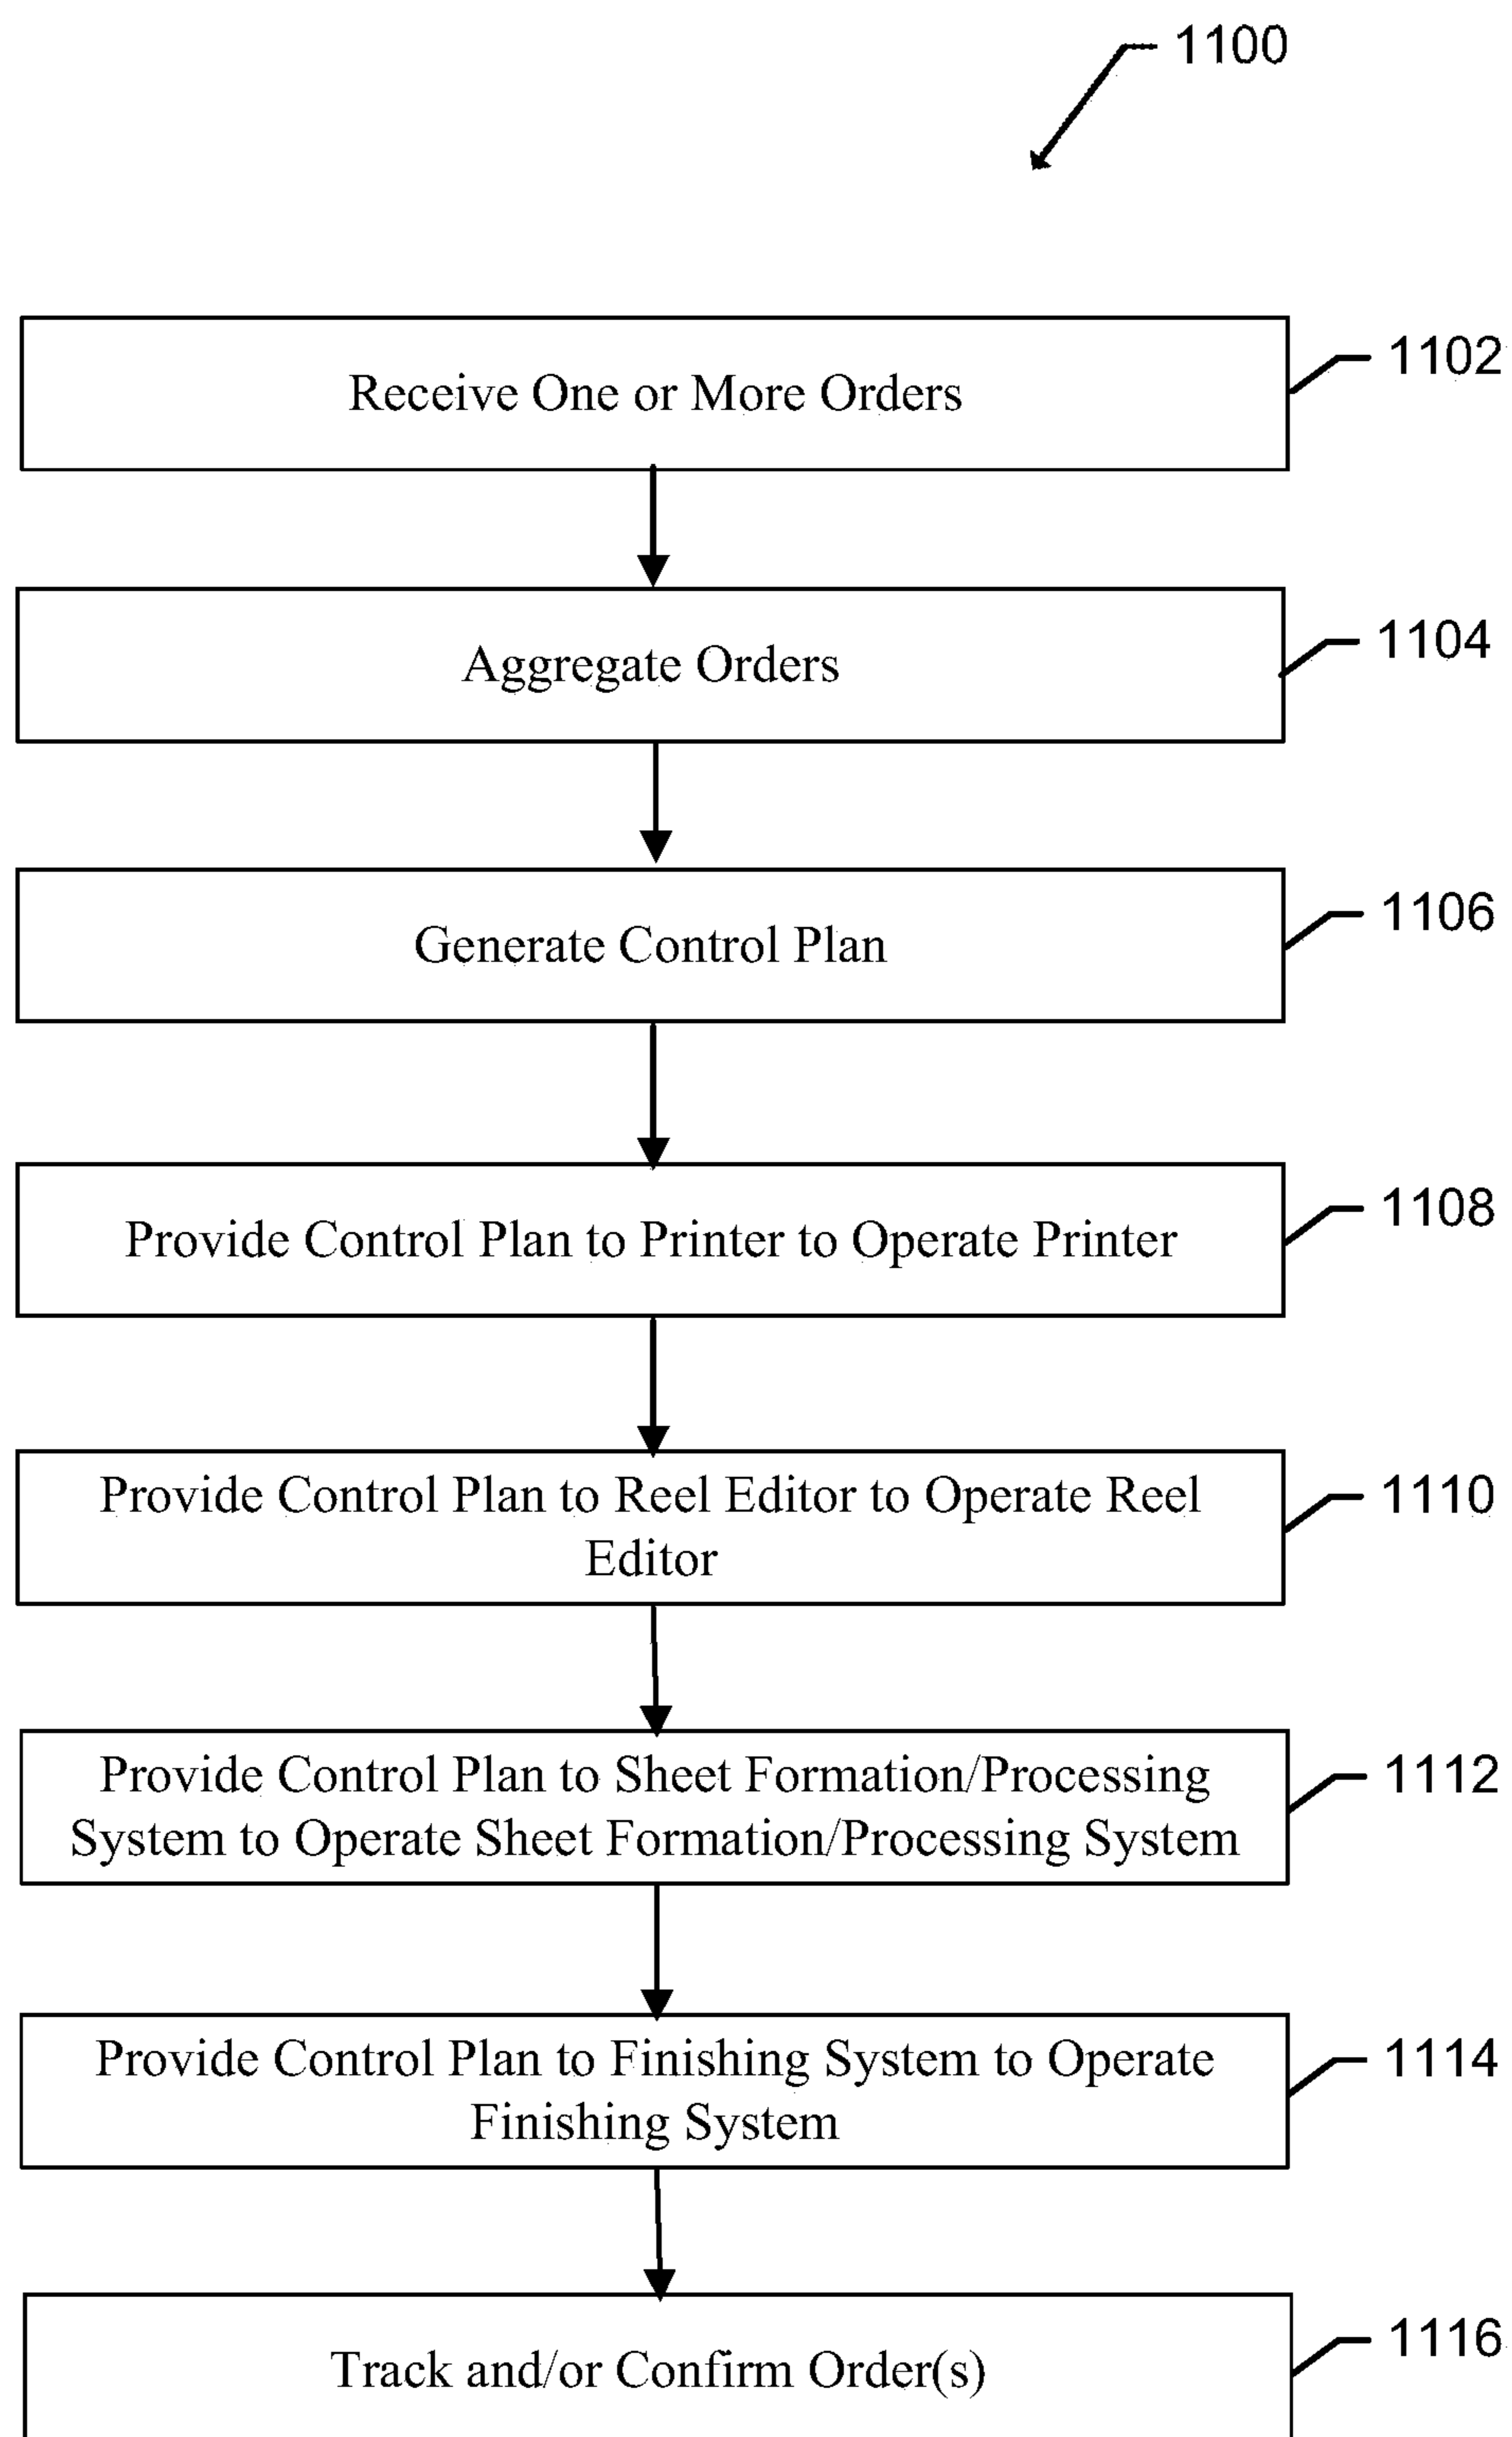 1100
Receive One or More Orders
1102
Aggregate Orders
1104
Generate Control Plan
1106
Provide Control Plan to Printer to Operate Printer
1108
Provide Control Plan to Reel Editor to Operate Reel
Editor
1110
Provide Control Plan to Sheet Formation/Processing
System to Operate Sheet Formation/Processing System
1112
Provide Control Plan to Finishing System to Operate
Finishing System
1114
Track and/or Confirm Order(s)
1116